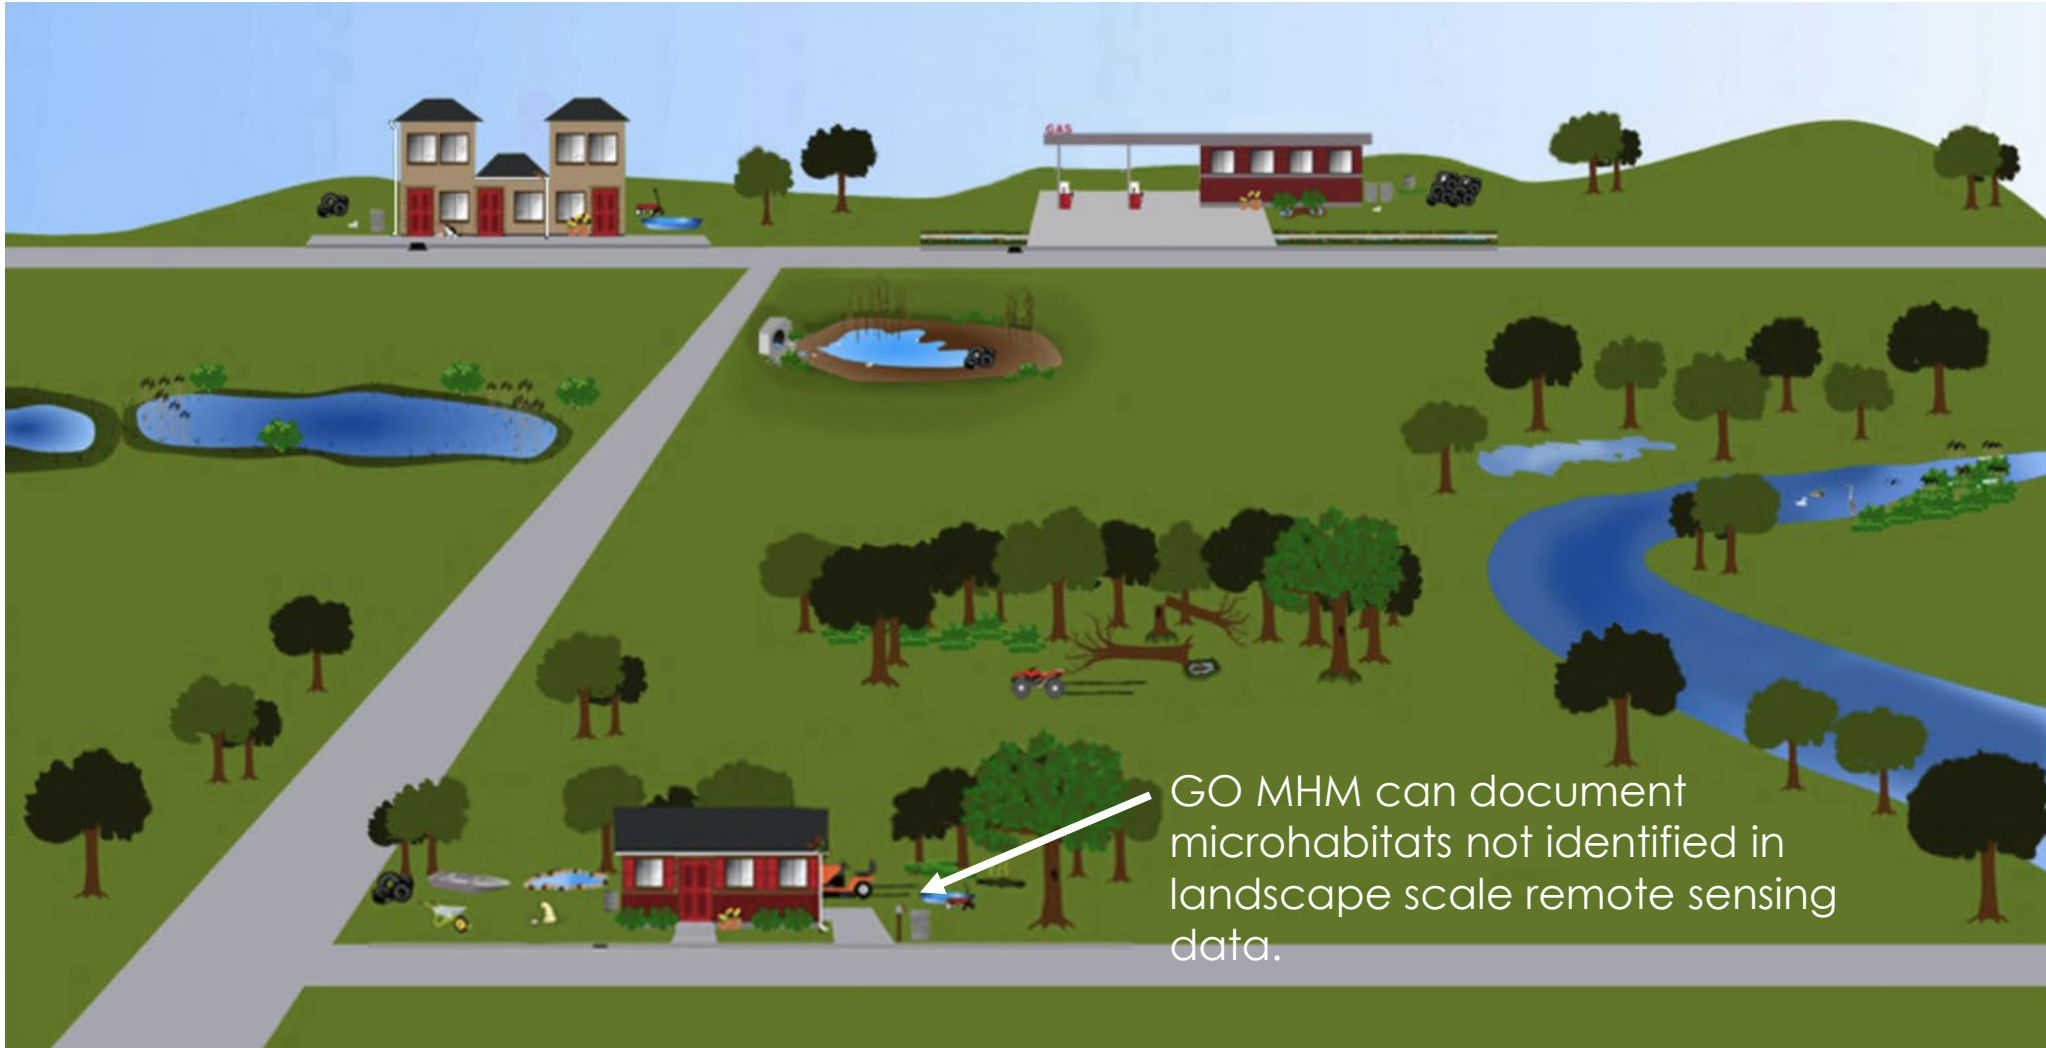 GAS
GO MHM can document
microhabitats not identified in
landscape scale remote sensing
data.